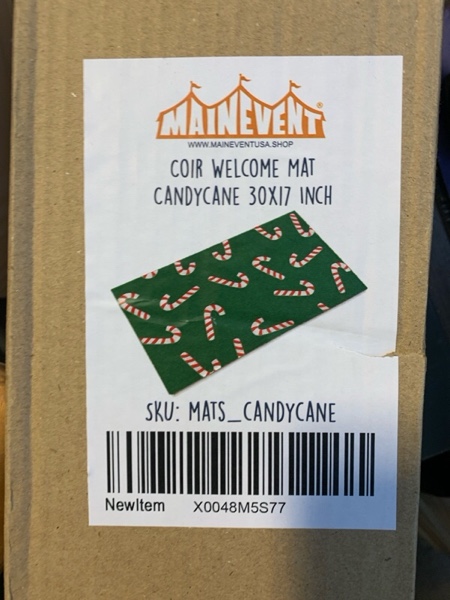 MAINEVENT®
WWW.MAINEVENTUSA.SHOP
COIR WELCOME MAT
CANDYCANE 30X17 INCH
SKU: MATS_CANDYCANE
NewItem X0048M5S77